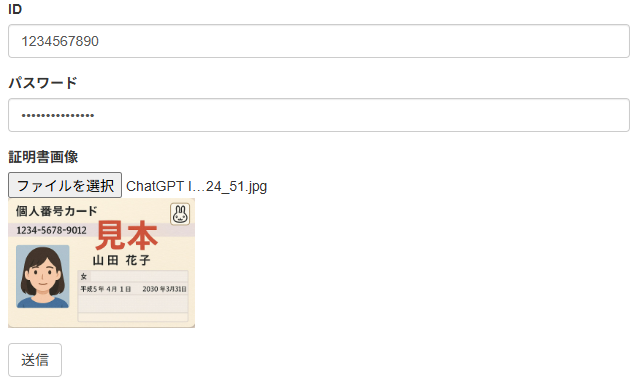 ID
1234567890
パスワード
•••••••••••••••
証明書画像
ファイルを選択 ChatGPT I...24_51.jpg
個人番号カード
1234-5678-9012
見本
山田 花子
女
平成5年4月1日 2030年3月31日
送信